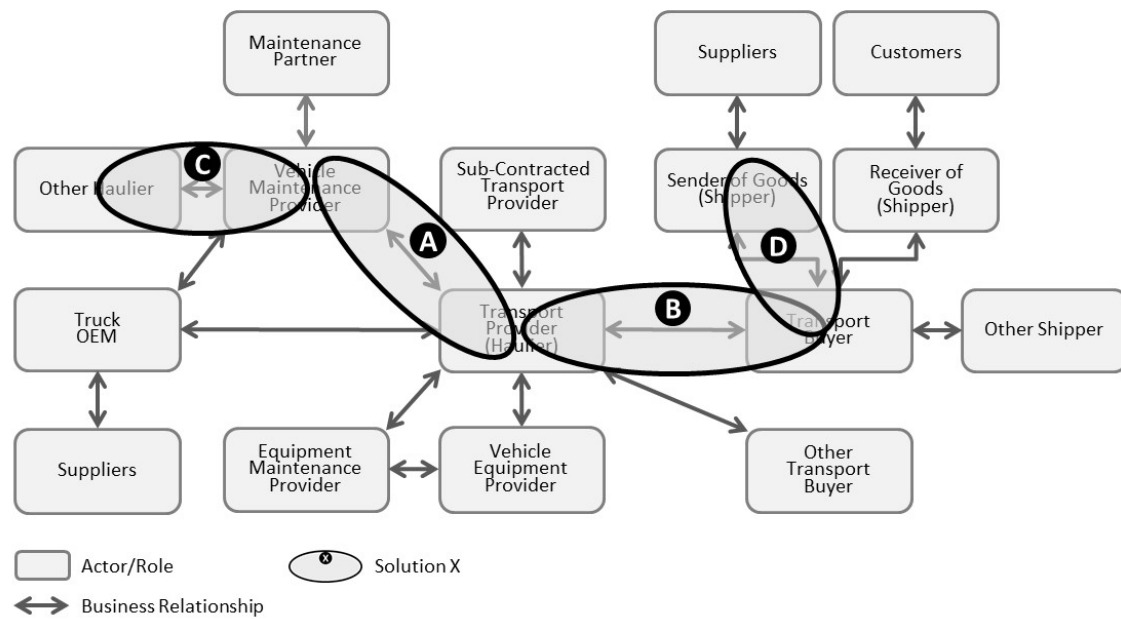 Maintenance
Partner
Suppliers
Customers
Other Haulier
C
Vehicle
Maintenance
Provider
Sub-Contracted
Transport
Provider
Sender of Goods
(Shipper)
Receiver
of Goods
(Shipper)
A
D
Truck
OEM
Transport
Provider
(Haulier)
B
Transport
Buyer
Other Shipper
Suppliers
Equipment
Maintenance
Provider
Vehicle
Equipment
Provider
Other
Transport
Buyer
Actor/Role
X
Solution X
Business Relationship